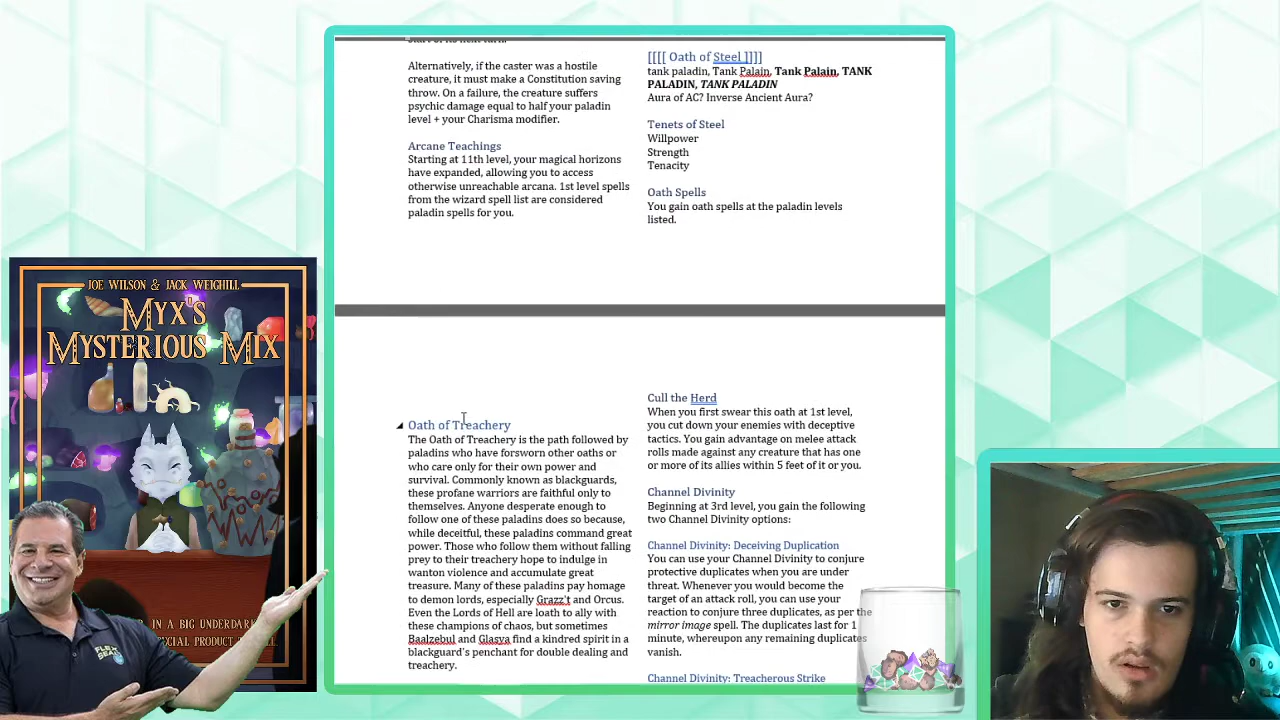 start of its next turn.
Alternatively, if the caster was a hostile
creature, it must make a Constitution saving
throw. On a failure, the creature suffers
psychic damage equal to half your paladin
level + your Charisma modifier.
Arcane Teachings
Starting at 11th level, your magical horizons
have expanded, allowing you to access
otherwise unreachable arcana. 1st level spells
from the wizard spell list are considered
paladin spells for you.
[[[[ Oath of Steel ]]]]
tank paladin, Tank Palain, Tank Palain, TANK
PALADIN, TANK PALADIN
Aura of AC? Inverse Ancient Aura?
Tenets of Steel
Willpower
Strength
Tenacity
Oath Spells
You gain oath spells at the paladin levels
listed.
Oath of Treachery
The Oath of Treachery is the path followed by
paladins who have forsworn other oaths or
who care only for their own power and
survival. Commonly known as blackguards,
these profane warriors are faithful only to
themselves. Anyone desperate enough to
follow one of these paladins does so because,
while deceitful, these paladins command great
power. Those who follow them without falling
prey to their treachery hope to indulge in
wanton violence and accumulate great
treasure. Many of these paladins pay homage
to demon lords, especially Grazz't and Orcus.
Even the Lords of Hell are loath to ally with
these champions of chaos, but sometimes
Baalzebul and Glasya find a kindred spirit in a
blackguard's penchant for double dealing and
treachery.
Cull the Herd
When you first swear this oath at 1st level,
you cut down your enemies with deceptive
tactics. You gain advantage on melee attack
rolls made against any creature that has one
or more of its allies within 5 feet of it or you.
Channel Divinity
Beginning at 3rd level, you gain the following
two Channel Divinity options:
Channel Divinity: Deceiving Duplication
You can use your Channel Divinity to conjure
protective duplicates when you are under
threat. Whenever you would become the
target of an attack roll, you can use your
reaction to conjure three duplicates, as per the
mirror image spell. The duplicates last for 1
minute, whereupon any remaining duplicates
vanish.
Channel Divinity: Treacherous Strike
JOE WILSON & JACK WEIGHILL
MYX'S
MYSTERIOUS MIX
IN A BIG UNDERDARK
PRODUCT